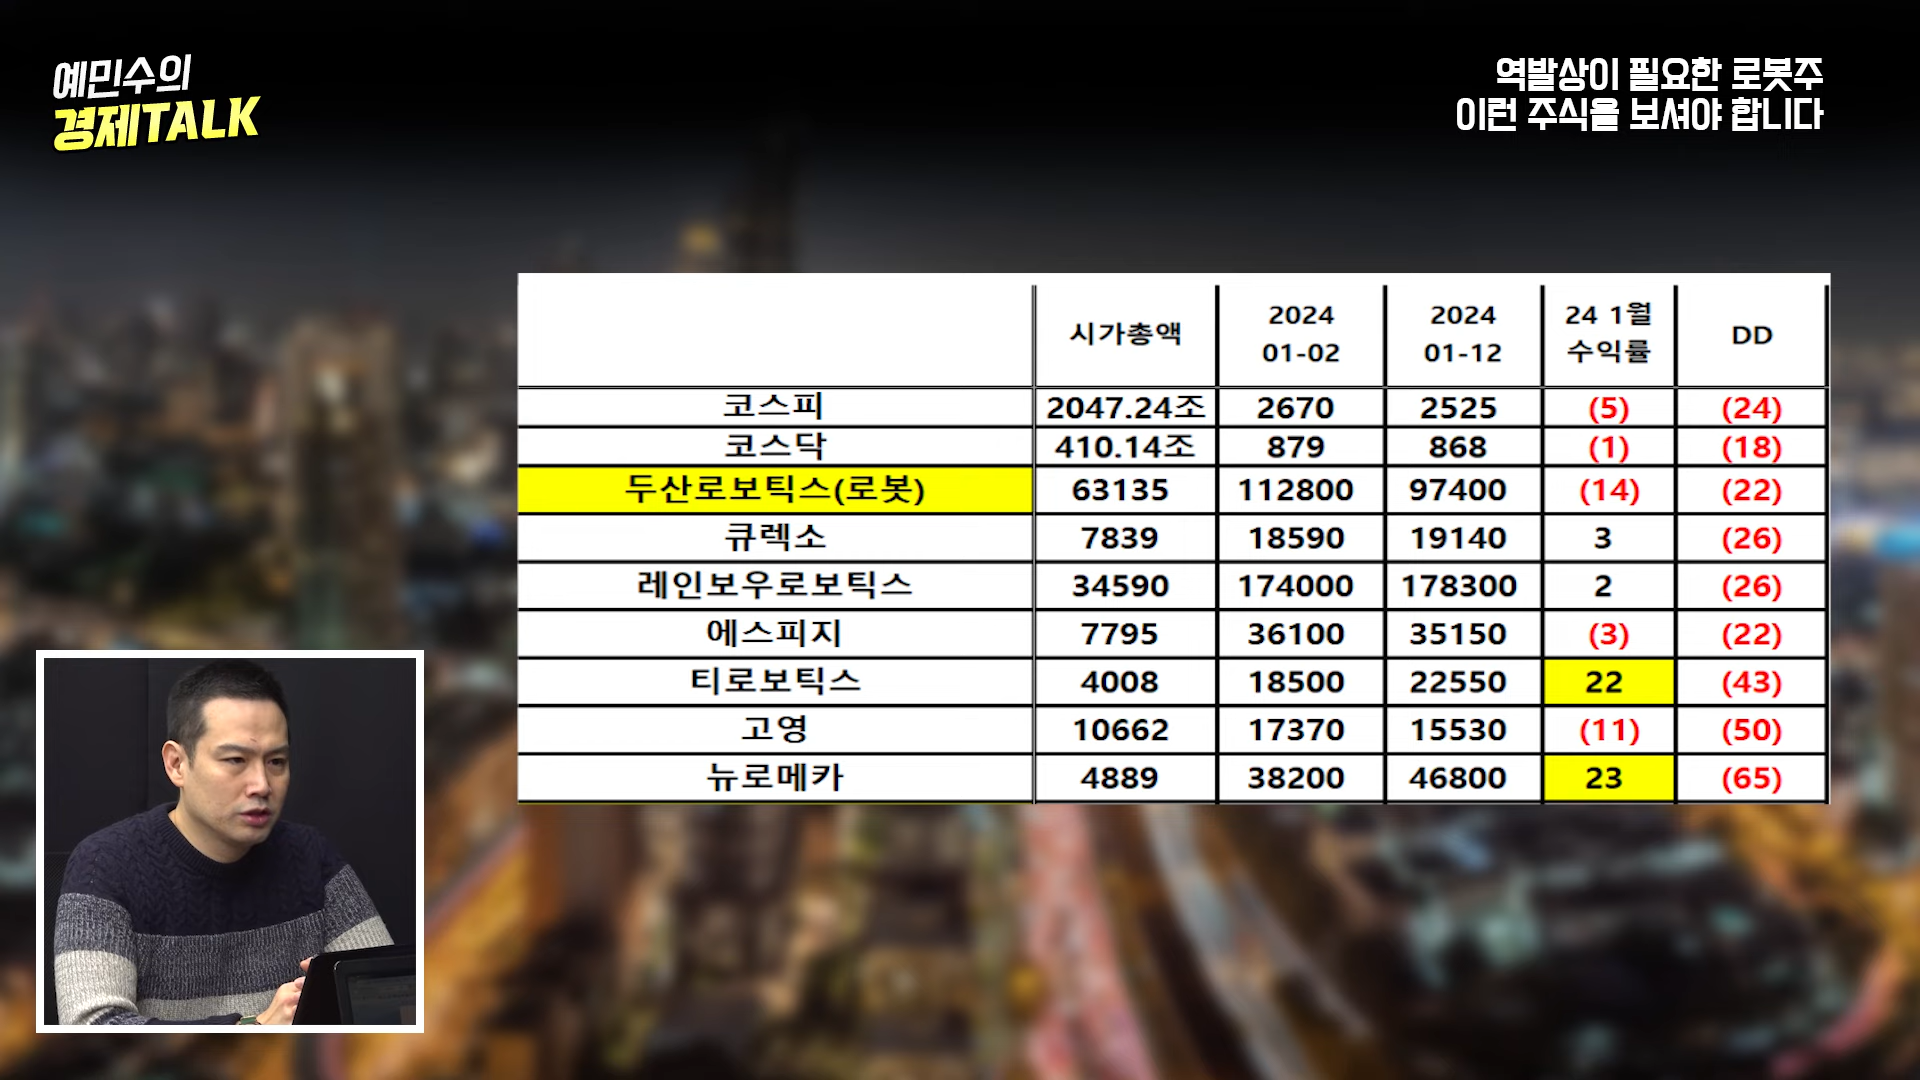 예민수의
경제TALK
역발상이 필요한 로봇주
이런 주식을 보셔야 합니다
시가총액 2024 01-02 2024 01-12 24 1월 수익률 DD
코스피 2047.24조 2670 2525 (5) (24)
코스닥 410.14조 879 868 (1) (18)
두산로보틱스(로봇) 63135 112800 97400 (14) (22)
큐렉소 7839 18590 19140 3 (26)
레인보우로보틱스 34590 174000 178300 2 (26)
에스피지 7795 36100 35150 (3) (22)
티로보틱스 4008 18500 22550 22 (43)
고영 10662 17370 15530 (11) (50)
뉴로메카 4889 38200 46800 23 (65)